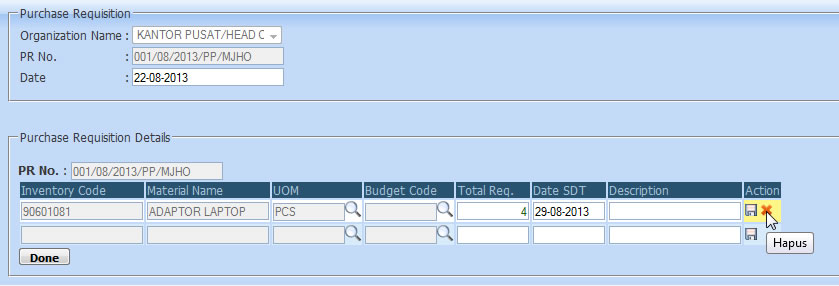 Purchase Requisition
Organization Name : KANTOR PUSAT/HEAD O
PR No. : 001/08/2013/PP/MJHO
Date : 22-08-2013
Purchase Requisition Details
PR No. : 001/08/2013/PP/MJHO
Inventory Code Material Name UOM Budget Code Total Req. Date SDT Description Action
90601081 ADAPTOR LAPTOP PCS 4 29-08-2013
Hapus
Done